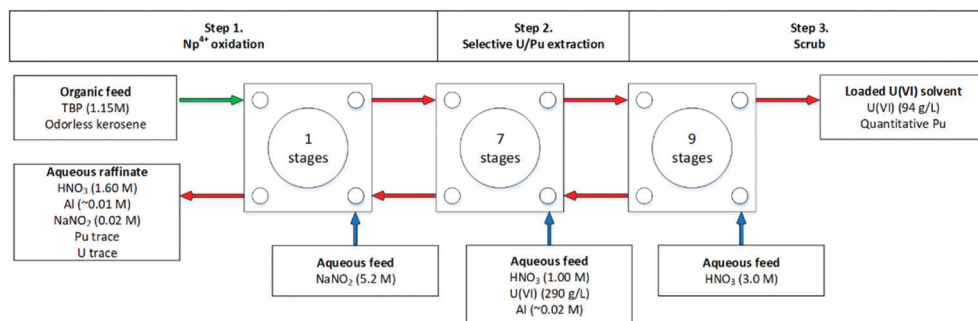 Step 1.
Np⁴⁺ oxidation
Step 2.
Selective U/Pu extraction
Step 3.
Scrub
Organic feed
TBP (1.15M)
Odorless kerosene
1
stages
7
stages
9
stages
Loaded U(VI) solvent
U(VI) (94 g/L)
Quantitative Pu
Aqueous raffinate
HNO₃ (1.60 M)
Al (~0.01 M)
NaNO₂ (0.02 M)
Pu trace
U trace
Aqueous feed
NaNO₂ (5.2 M)
Aqueous feed
HNO₃ (1.00 M)
U(VI) (290 g/L)
Al (~0.02 M)
Aqueous feed
HNO₃ (3.0 M)